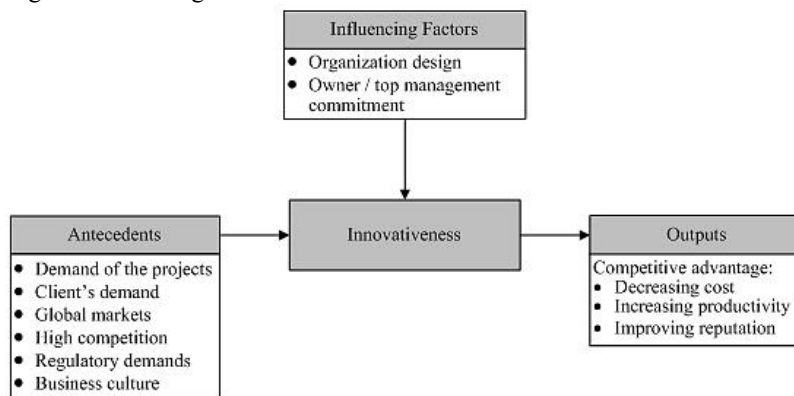 Influencing Factors
● Organization design
● Owner / top management
commitment
Antecedents
● Demand of the projects
● Client's demand
● Global markets
● High competition
● Regulatory demands
● Business culture
Innovativeness
Outputs
Competitive advantage:
▪ Decreasing cost
▪ Increasing productivity
▪ Improving reputation